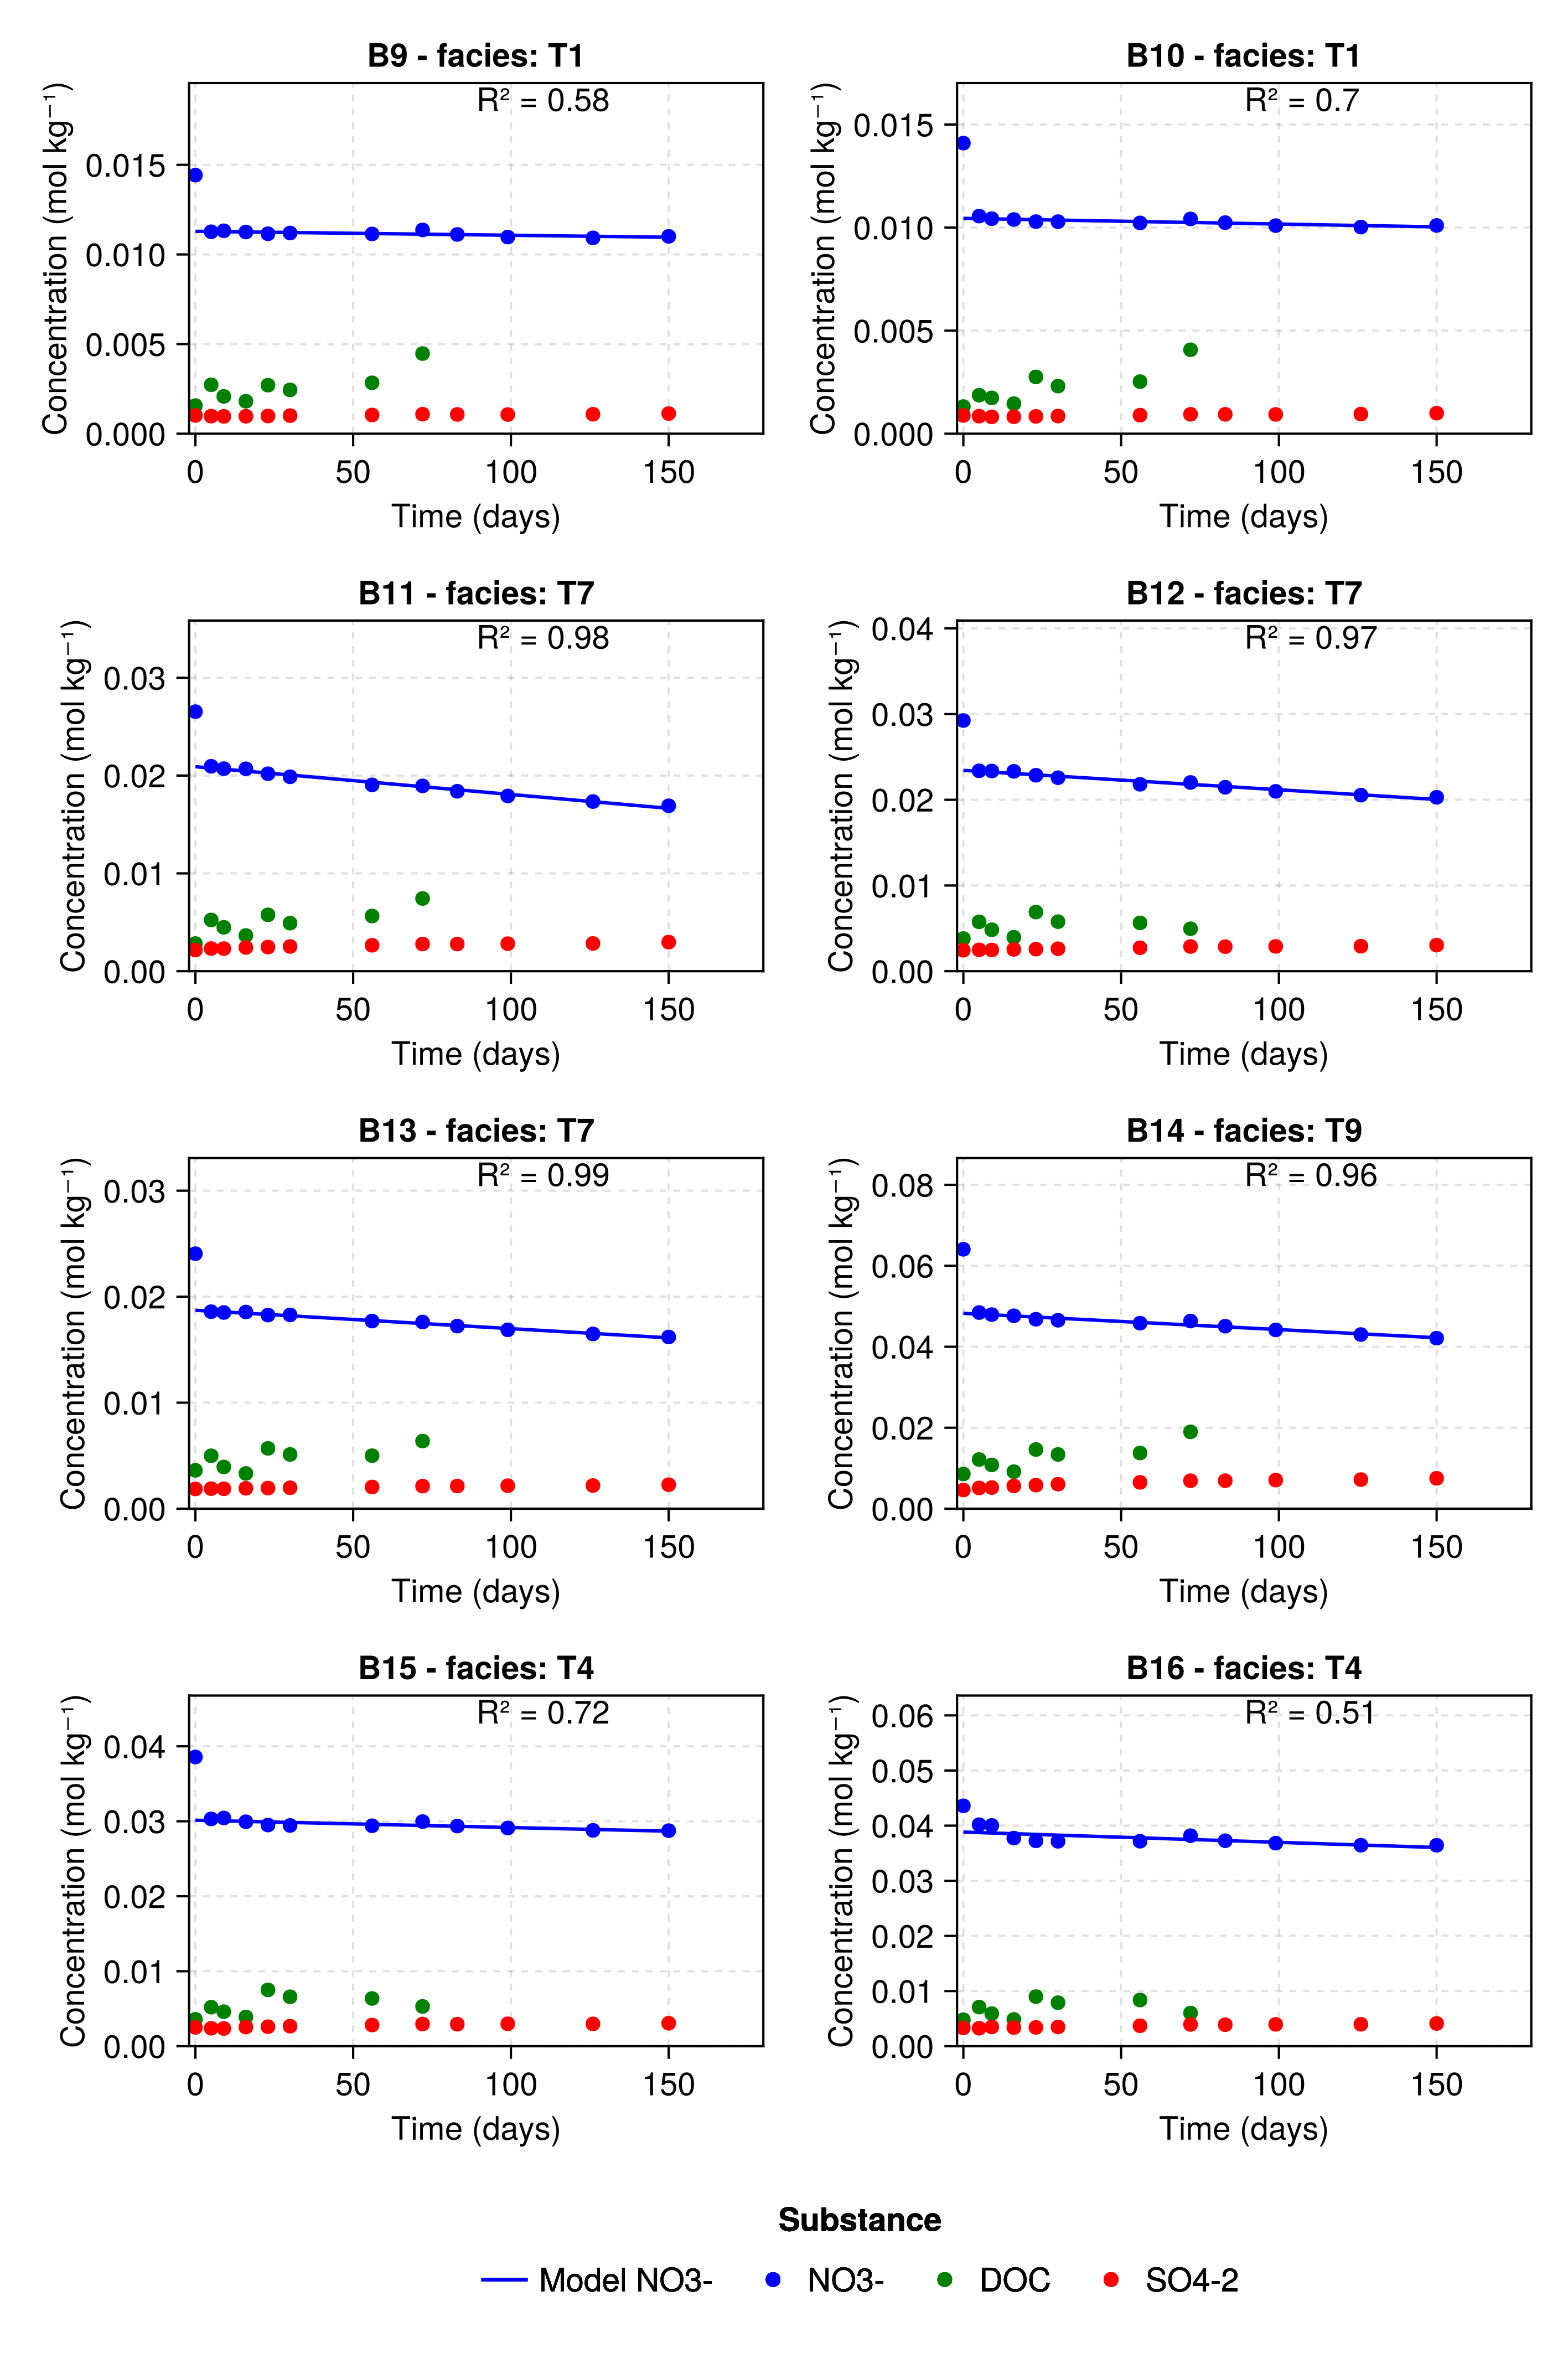 B9 - facies: T1
R² = 0.58
Concentration (mol kg⁻¹)
0.015
0.010
0.005
0.000
0 50 100 150
Time (days)
B10 - facies: T1
R² = 0.7
Concentration (mol kg⁻¹)
0.015
0.010
0.005
0.000
0 50 100 150
Time (days)
B11 - facies: T7
R² = 0.98
Concentration (mol kg⁻¹)
0.03
0.02
0.01
0.00
0 50 100 150
Time (days)
B12 - facies: T7
R² = 0.97
Concentration (mol kg⁻¹)
0.04
0.03
0.02
0.01
0.00
0 50 100 150
Time (days)
B13 - facies: T7
R² = 0.99
Concentration (mol kg⁻¹)
0.03
0.02
0.01
0.00
0 50 100 150
Time (days)
B14 - facies: T9
R² = 0.96
Concentration (mol kg⁻¹)
0.08
0.06
0.04
0.02
0.00
0 50 100 150
Time (days)
B15 - facies: T4
R² = 0.72
Concentration (mol kg⁻¹)
0.04
0.03
0.02
0.01
0.00
0 50 100 150
Time (days)
B16 - facies: T4
R² = 0.51
Concentration (mol kg⁻¹)
0.06
0.05
0.04
0.03
0.02
0.01
0.00
0 50 100 150
Time (days)
Substance
Model NO3- NO3- DOC SO4-2